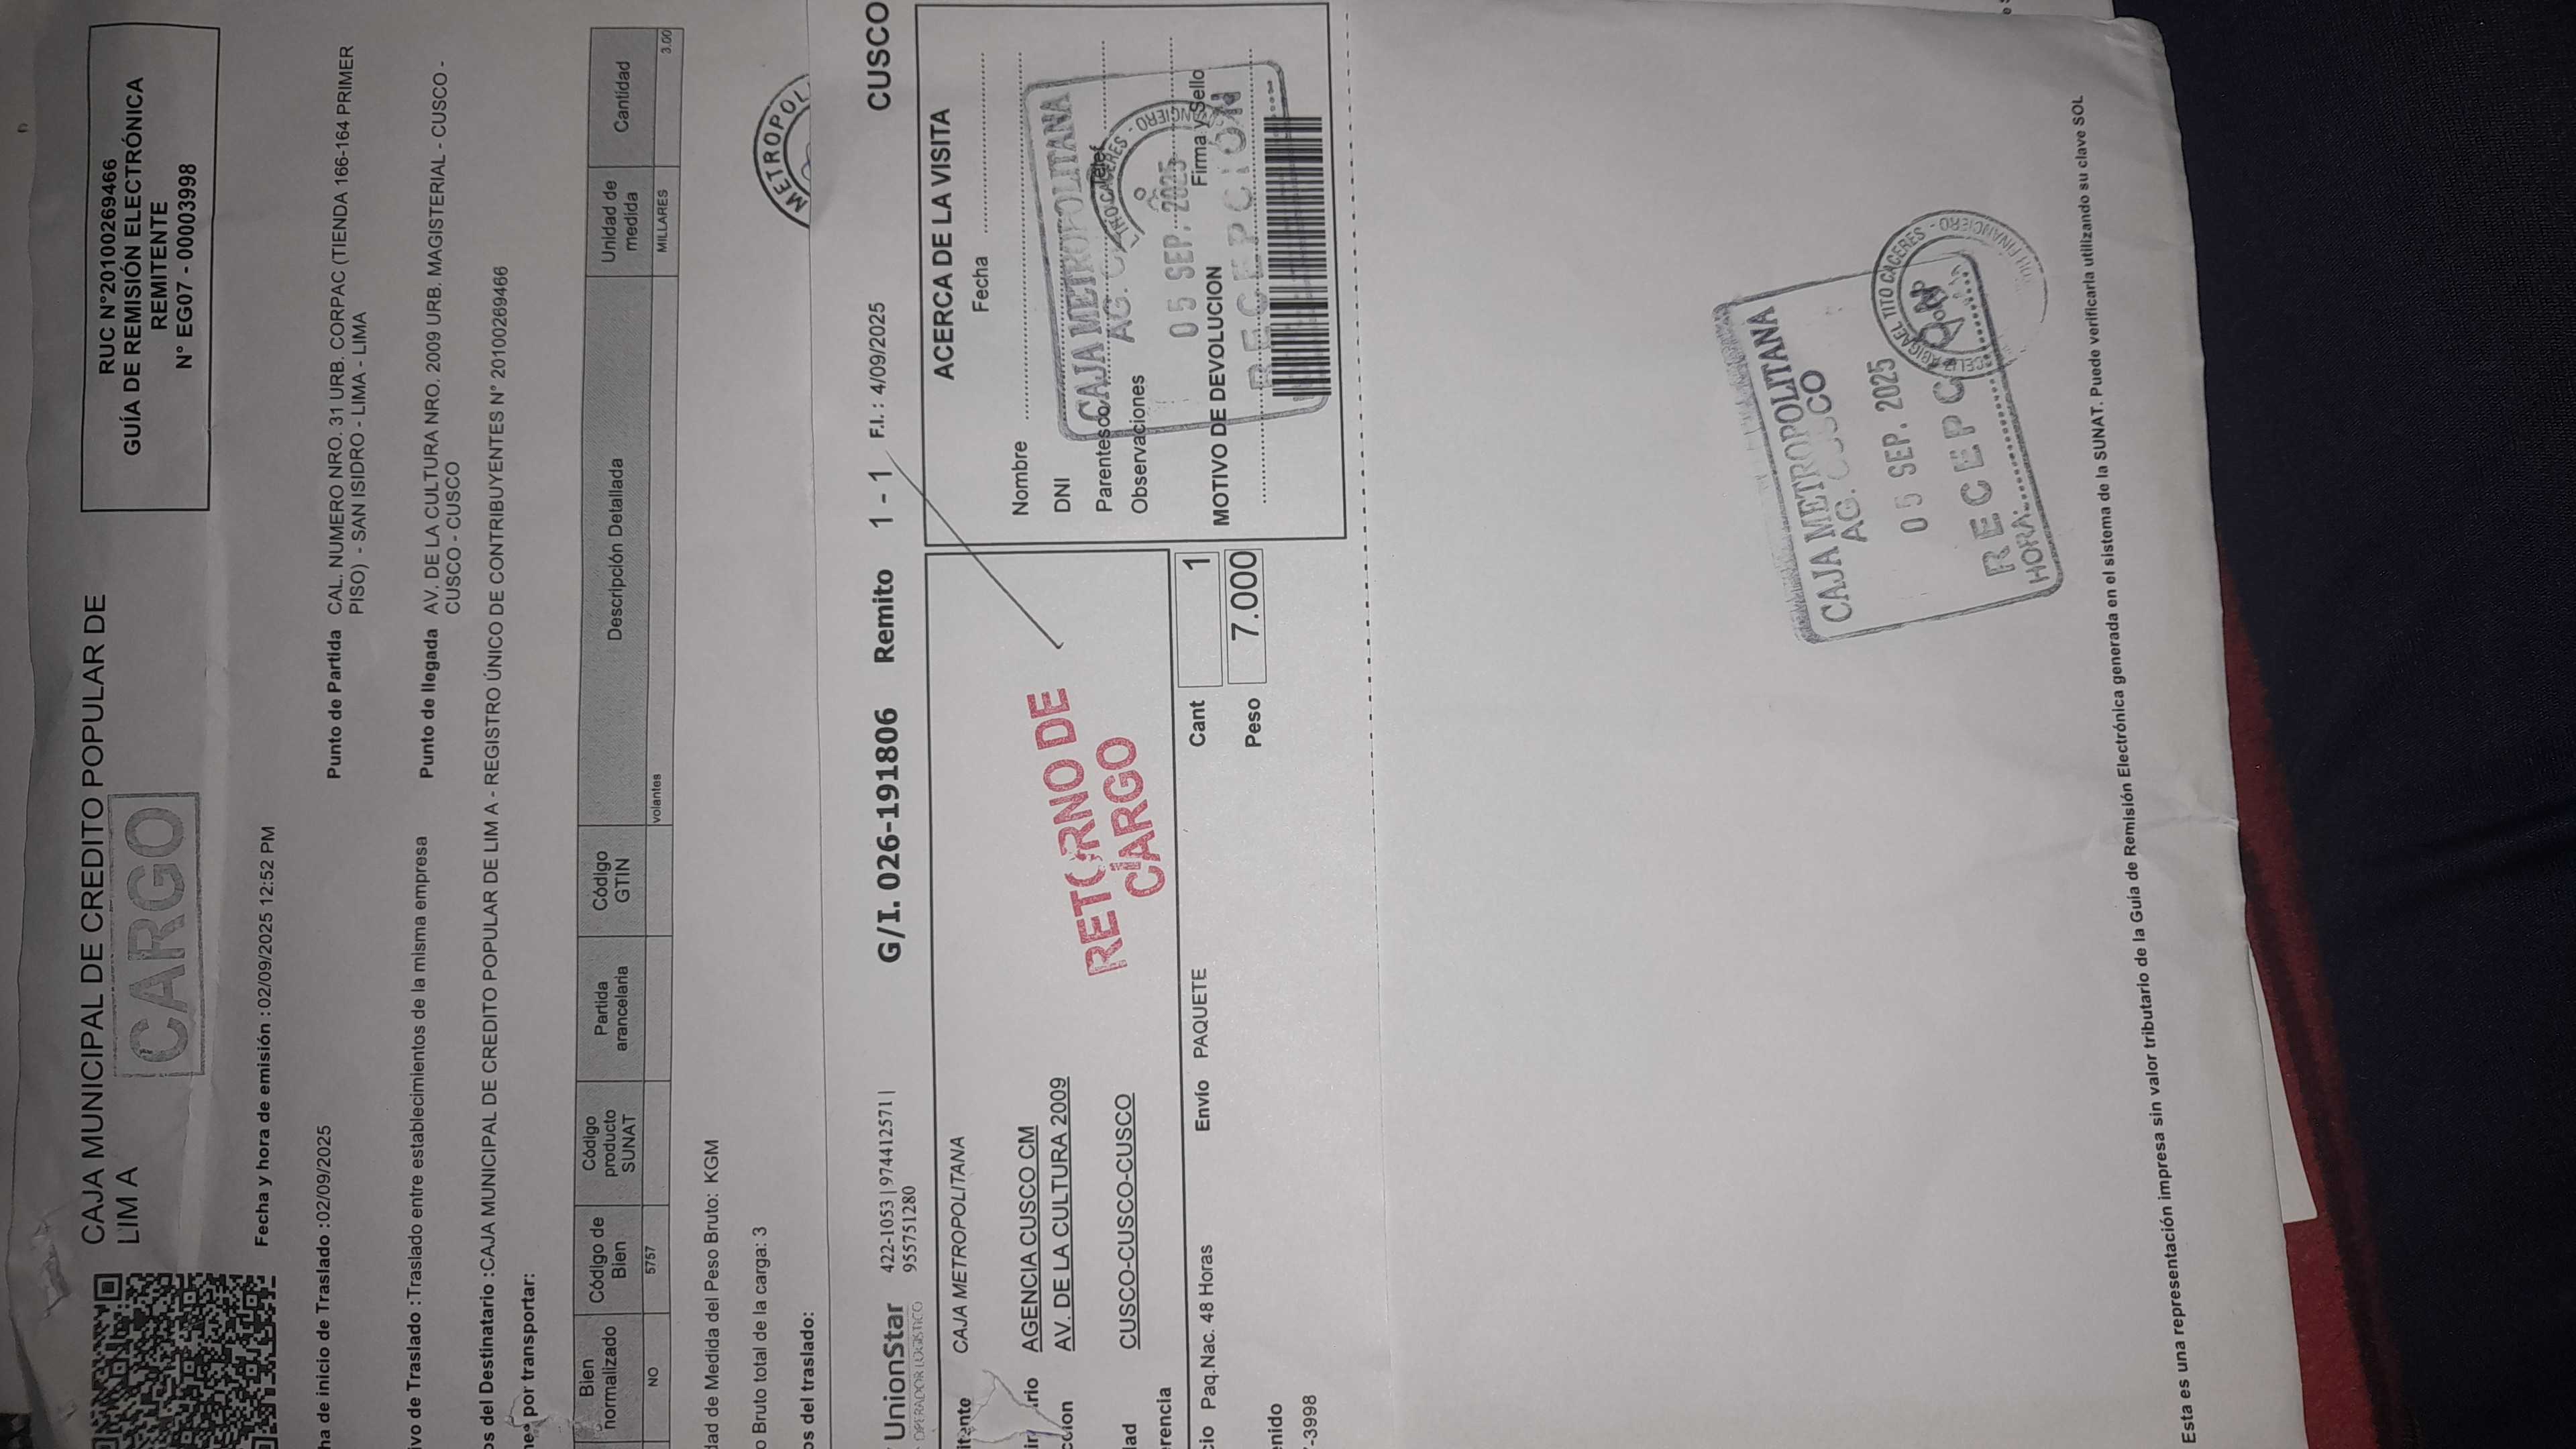 CAJA MUNICIPAL DE CREDITO POPULAR DE
LIM A
CARGO
RUC N°20100269466
GUÍA DE REMISIÓN ELECTRÓNICA
REMITENTE
N° EG07 - 00003998
Fecha y hora de emisión : 02/09/2025 12:52 PM
ha de inicio de Traslado : 02/09/2025
Punto de Partida CAL. NUMERO NRO. 31 URB. CORPAC (TIENDA 166-164 PRIMER
PISO) - SAN ISIDRO - LIMA - LIMA
ivo de Traslado : Traslado entre establecimientos de la misma empresa
Punto de llegada AV. DE LA CULTURA NRO. 2009 URB. MAGISTERIAL - CUSCO -
CUSCO - CUSCO
os del Destinatario : CAJA MUNICIPAL DE CREDITO POPULAR DE LIM A - REGISTRO ÚNICO DE CONTRIBUYENTES N° 20100269466
por transportar:
Bien normalizado Código de Bien Código producto SUNAT Partida arancelaria Código GTIN Descripción Detallada Unidad de medida Cantidad
NO 5757 volantes MILLARES 3.00
dad de Medida del Peso Bruto: KGM
o Bruto total de la carga: 3
METROPOL
os del traslado:
UnionStar
OPERADOR LOGISTICO
422-1053 | 974412571 |
955751280
G/I. 026-191806 Remito 1 - 1 F.I. : 4/09/2025 CUSCO
CAJA METROPOLITANA
AGENCIA CUSCO CM
AV. DE LA CULTURA 2009
CUSCO-CUSCO-CUSCO
erencia
RETORNO DE
CARGO
cio Paq.Nac. 48 Horas Envío PAQUETE Cant 1
Peso 7.000
enido
-3998
ACERCA DE LA VISITA
Fecha
Nombre
DNI
Parentesco Telef
Observaciones
Firma y Sello
MOTIVO DE DEVOLUCION
CAJA METROPOLITANA
AG.
05 SEP. 2025
RECEPCIÓN
CAJA METROPOLITANA
AG. CUSCO
05 SEP. 2025
RECEPC
HORA
ABIGAEL TITO CACERES
Esta es una representación impresa sin valor tributario de la Guía de Remisión Electrónica generada en el sistema de la SUNAT. Puede verificarla utilizando su clave SOL